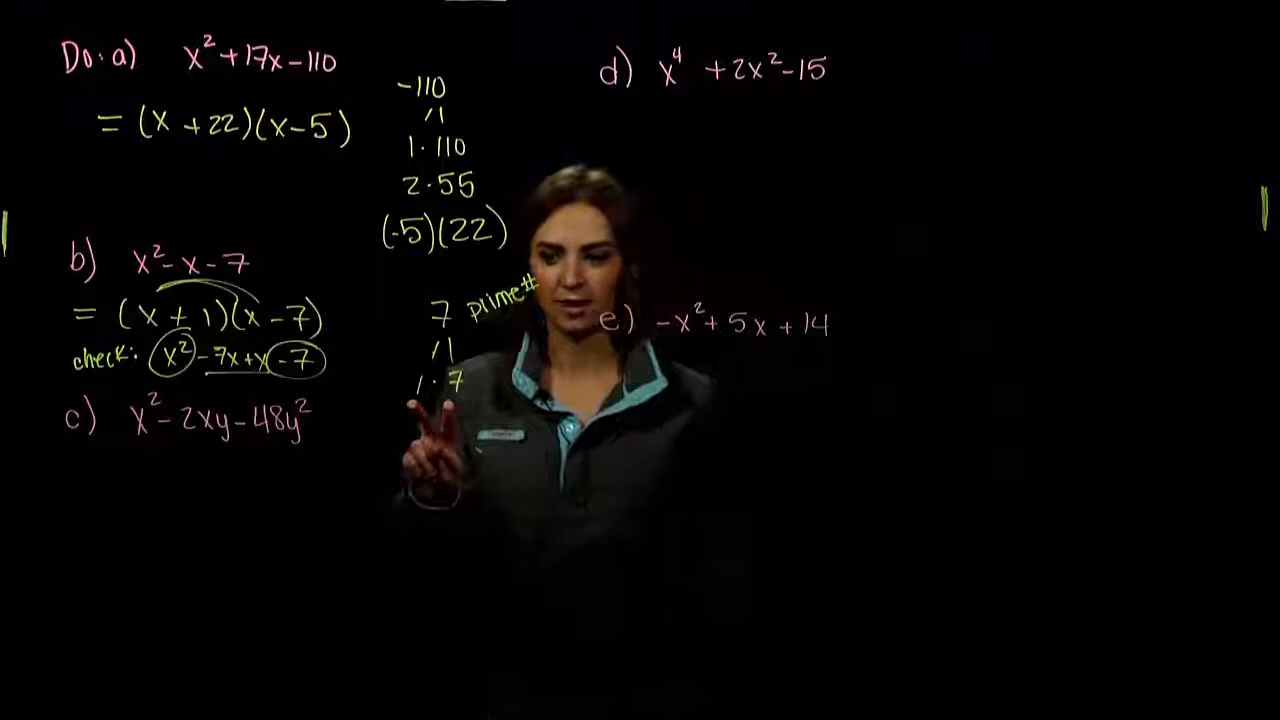 Do: a) x² + 17x - 110
= (x + 22)(x - 5)
-110
1 · 110
2 · 55
(-5)(22)
b) x² - x - 7
= (x + 1)(x - 7)
check: x² - 7x + x - 7
7 prime#
1 · 7
c) x² - 2xy - 48y²
d) x⁴ + 2x² - 15
e) -x² + 5x + 14